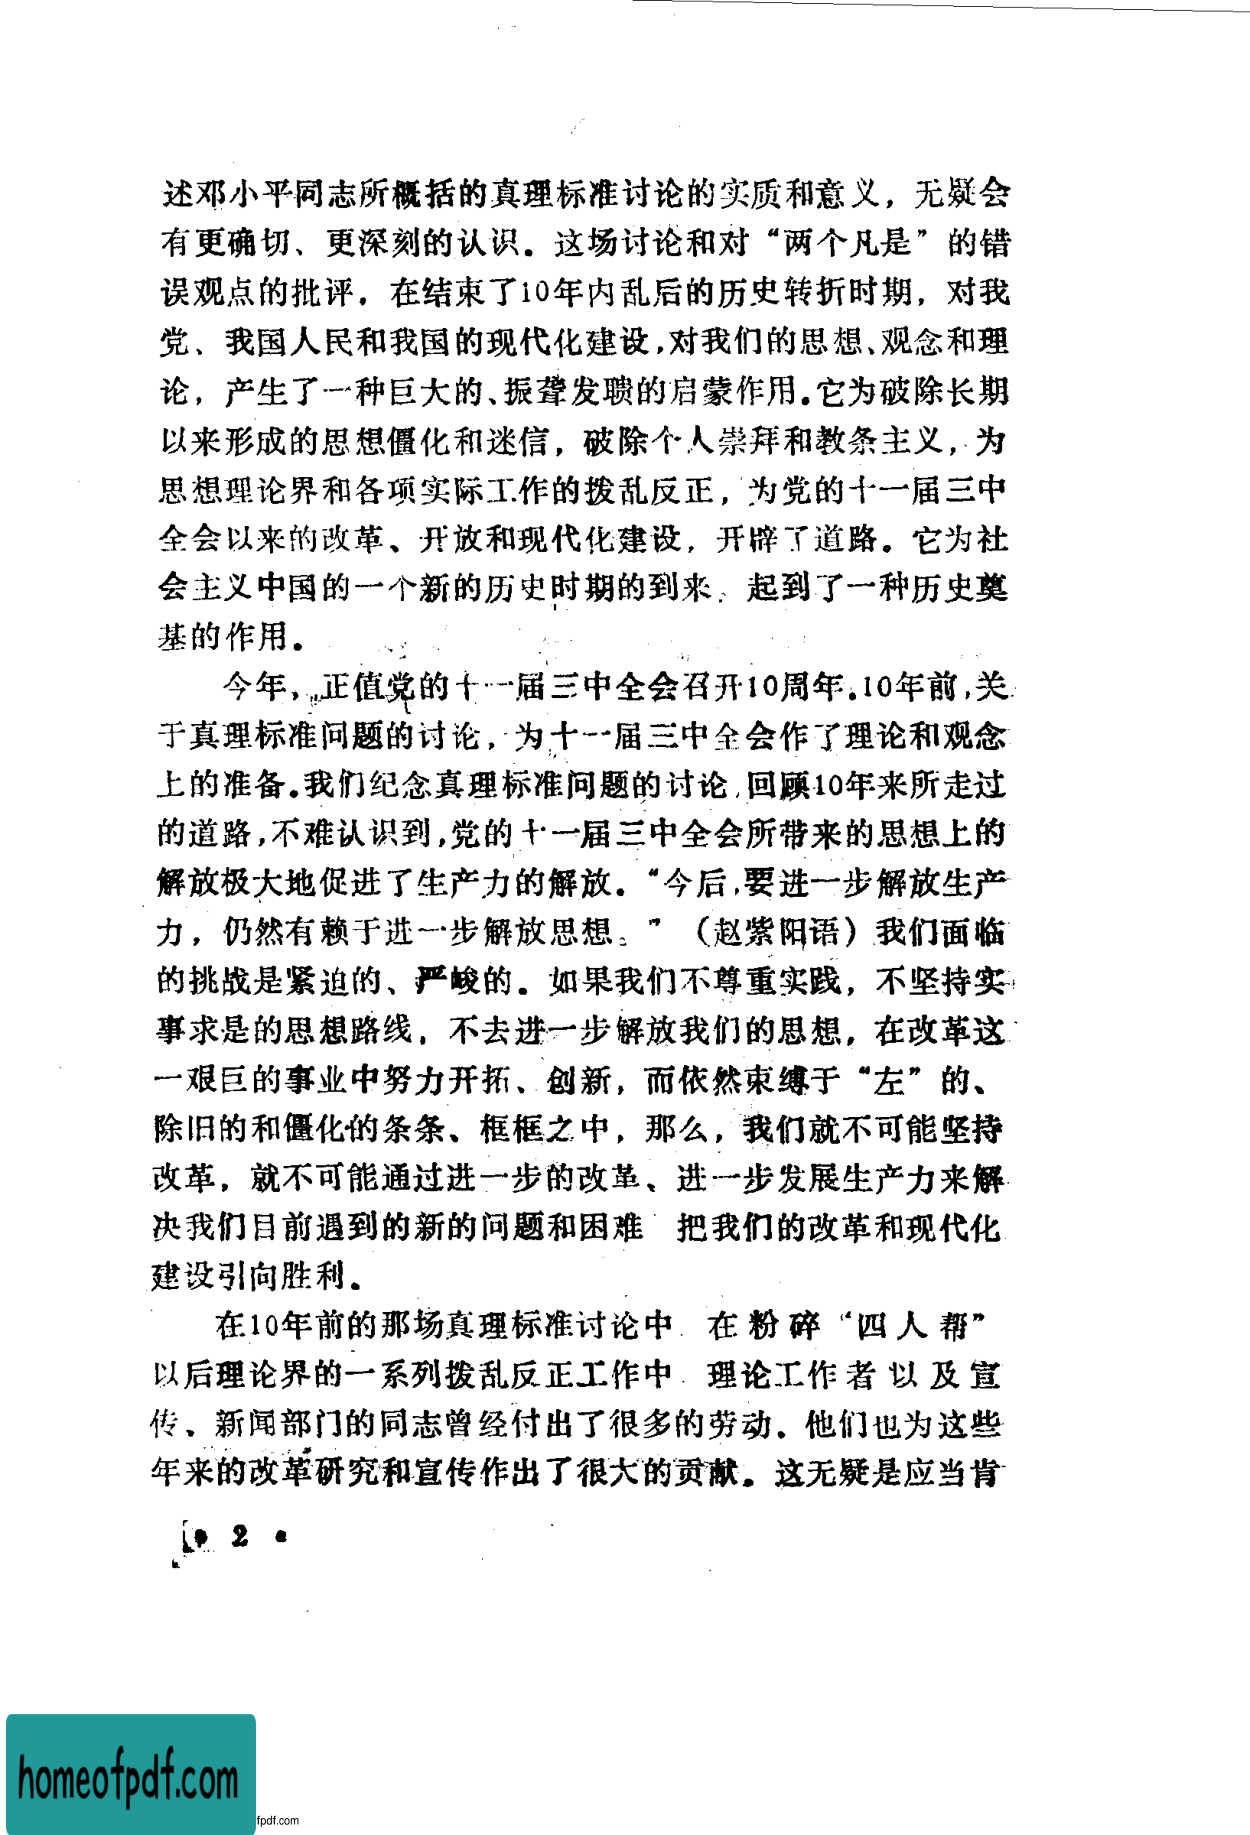 述邓小平同志所概括的真理标准讨论的实质和意义，无疑会
有更确切、更深刻的认识。这场讨论和对“两个凡是”的错
误观点的批评，在结束了10年内乱后的历史转折时期，对我
党、我国人民和我国的现代化建设，对我们的思想、观念和理
论，产生了一种巨大的、振聋发聩的启蒙作用。它为破除长期
以来形成的思想僵化和迷信，破除个人崇拜和教条主义，为
思想理论界和各项实际工作的拨乱反正，为党的十一届三中
全会以来的改革、开放和现代化建设，开辟了道路。它为社
会主义中国的一个新的历史时期的到来，起到了一种历史奠
基的作用。
今年，正值党的十一届三中全会召开10周年。10年前，关
于真理标准问题的讨论，为十一届三中全会作了理论和观念
上的准备。我们纪念真理标准问题的讨论，回顾10年来所走过
的道路，不难认识到，党的十一届三中全会所带来的思想上的
解放极大地促进了生产力的解放。“今后，要进一步解放生产
力，仍然有赖于进一步解放思想。”（赵紫阳语）我们面临
的挑战是紧迫的、严峻的。如果我们不尊重实践，不坚持实
事求是的思想路线，不去进一步解放我们的思想，在改革这
一艰巨的事业中努力开拓、创新，而依然束缚于“左”的、
除旧的和僵化的条条、框框之中，那么，我们就不可能坚持
改革，就不可能通过进一步的改革、进一步发展生产力来解
决我们目前遇到的新的问题和困难 把我们的改革和现代化
建设引向胜利。
在10年前的那场真理标准讨论中 在粉碎“四人帮”
以后理论界的一系列拨乱反正工作中 理论工作者以及宣
传、新闻部门的同志曾经付出了很多的劳动。他们也为这些
年来的改革研究和宣传作出了很大的贡献。这无疑是应当肯
• 2 •
homeofpdf.com
fpdf.com